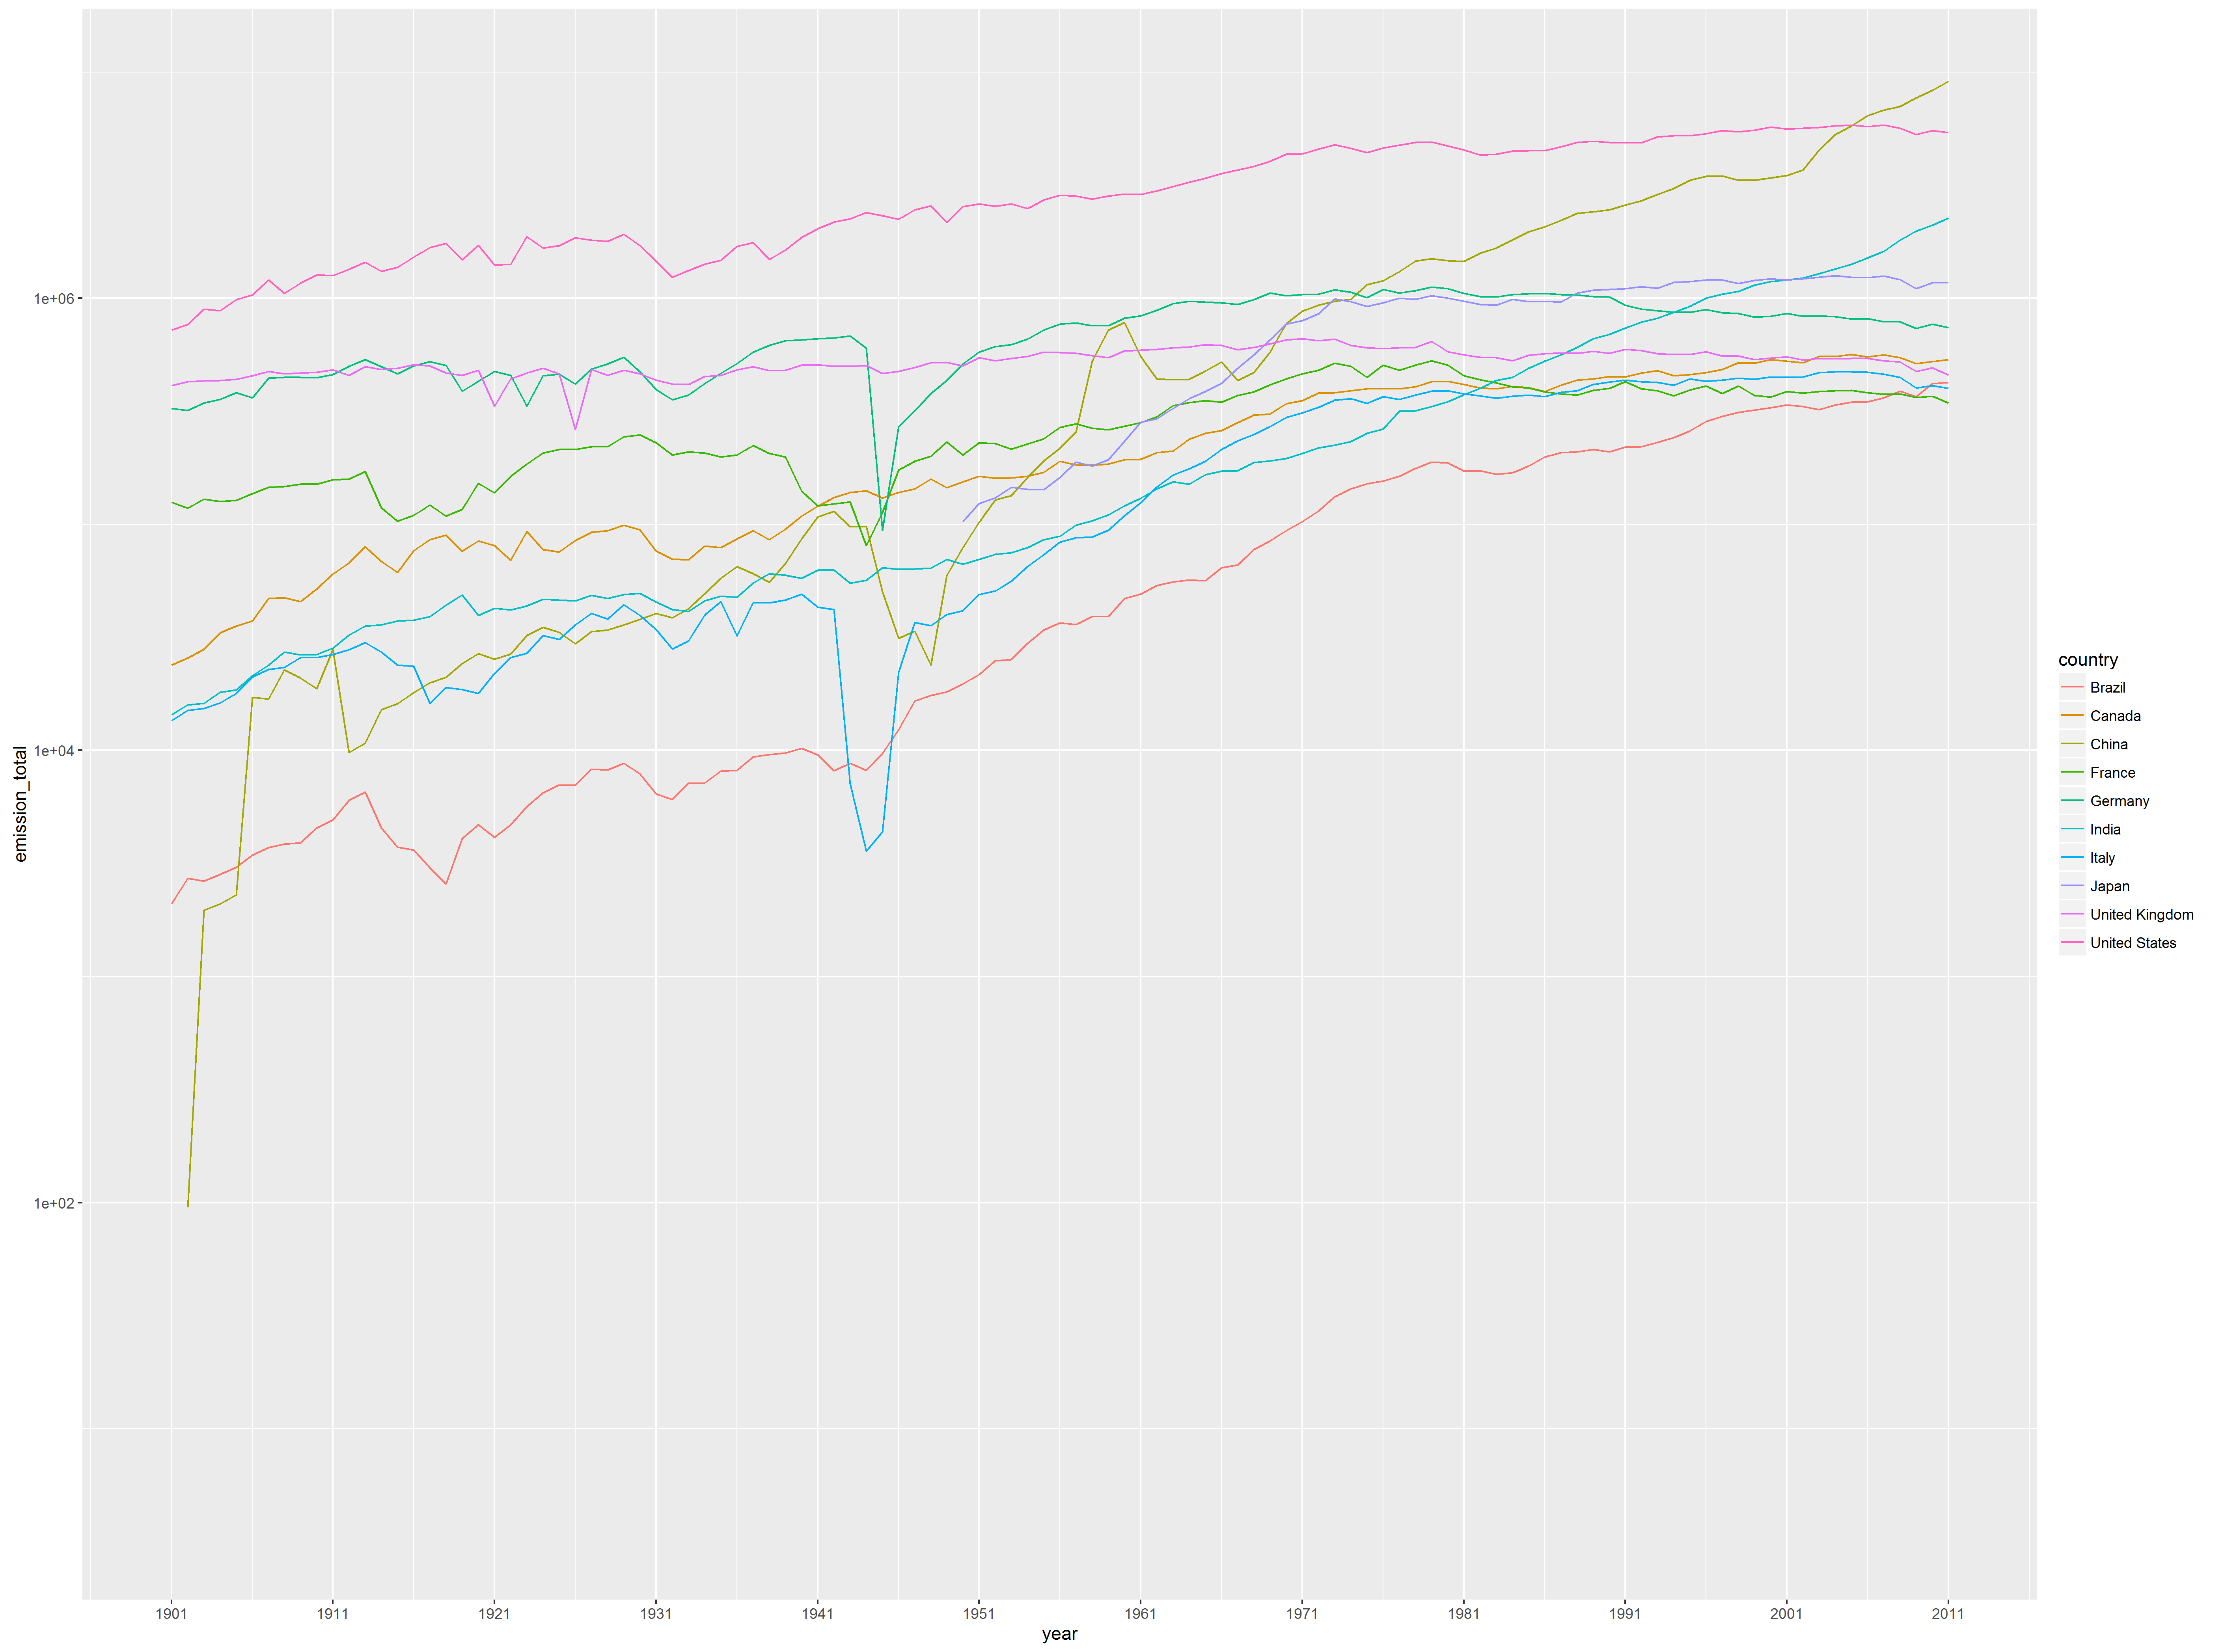 emission_total
1e+06
1e+04
1e+02
1901 1911 1921 1931 1941 1951 1961 1971 1981 1991 2001 2011
year
country
Brazil
Canada
China
France
Germany
India
Italy
Japan
United Kingdom
United States